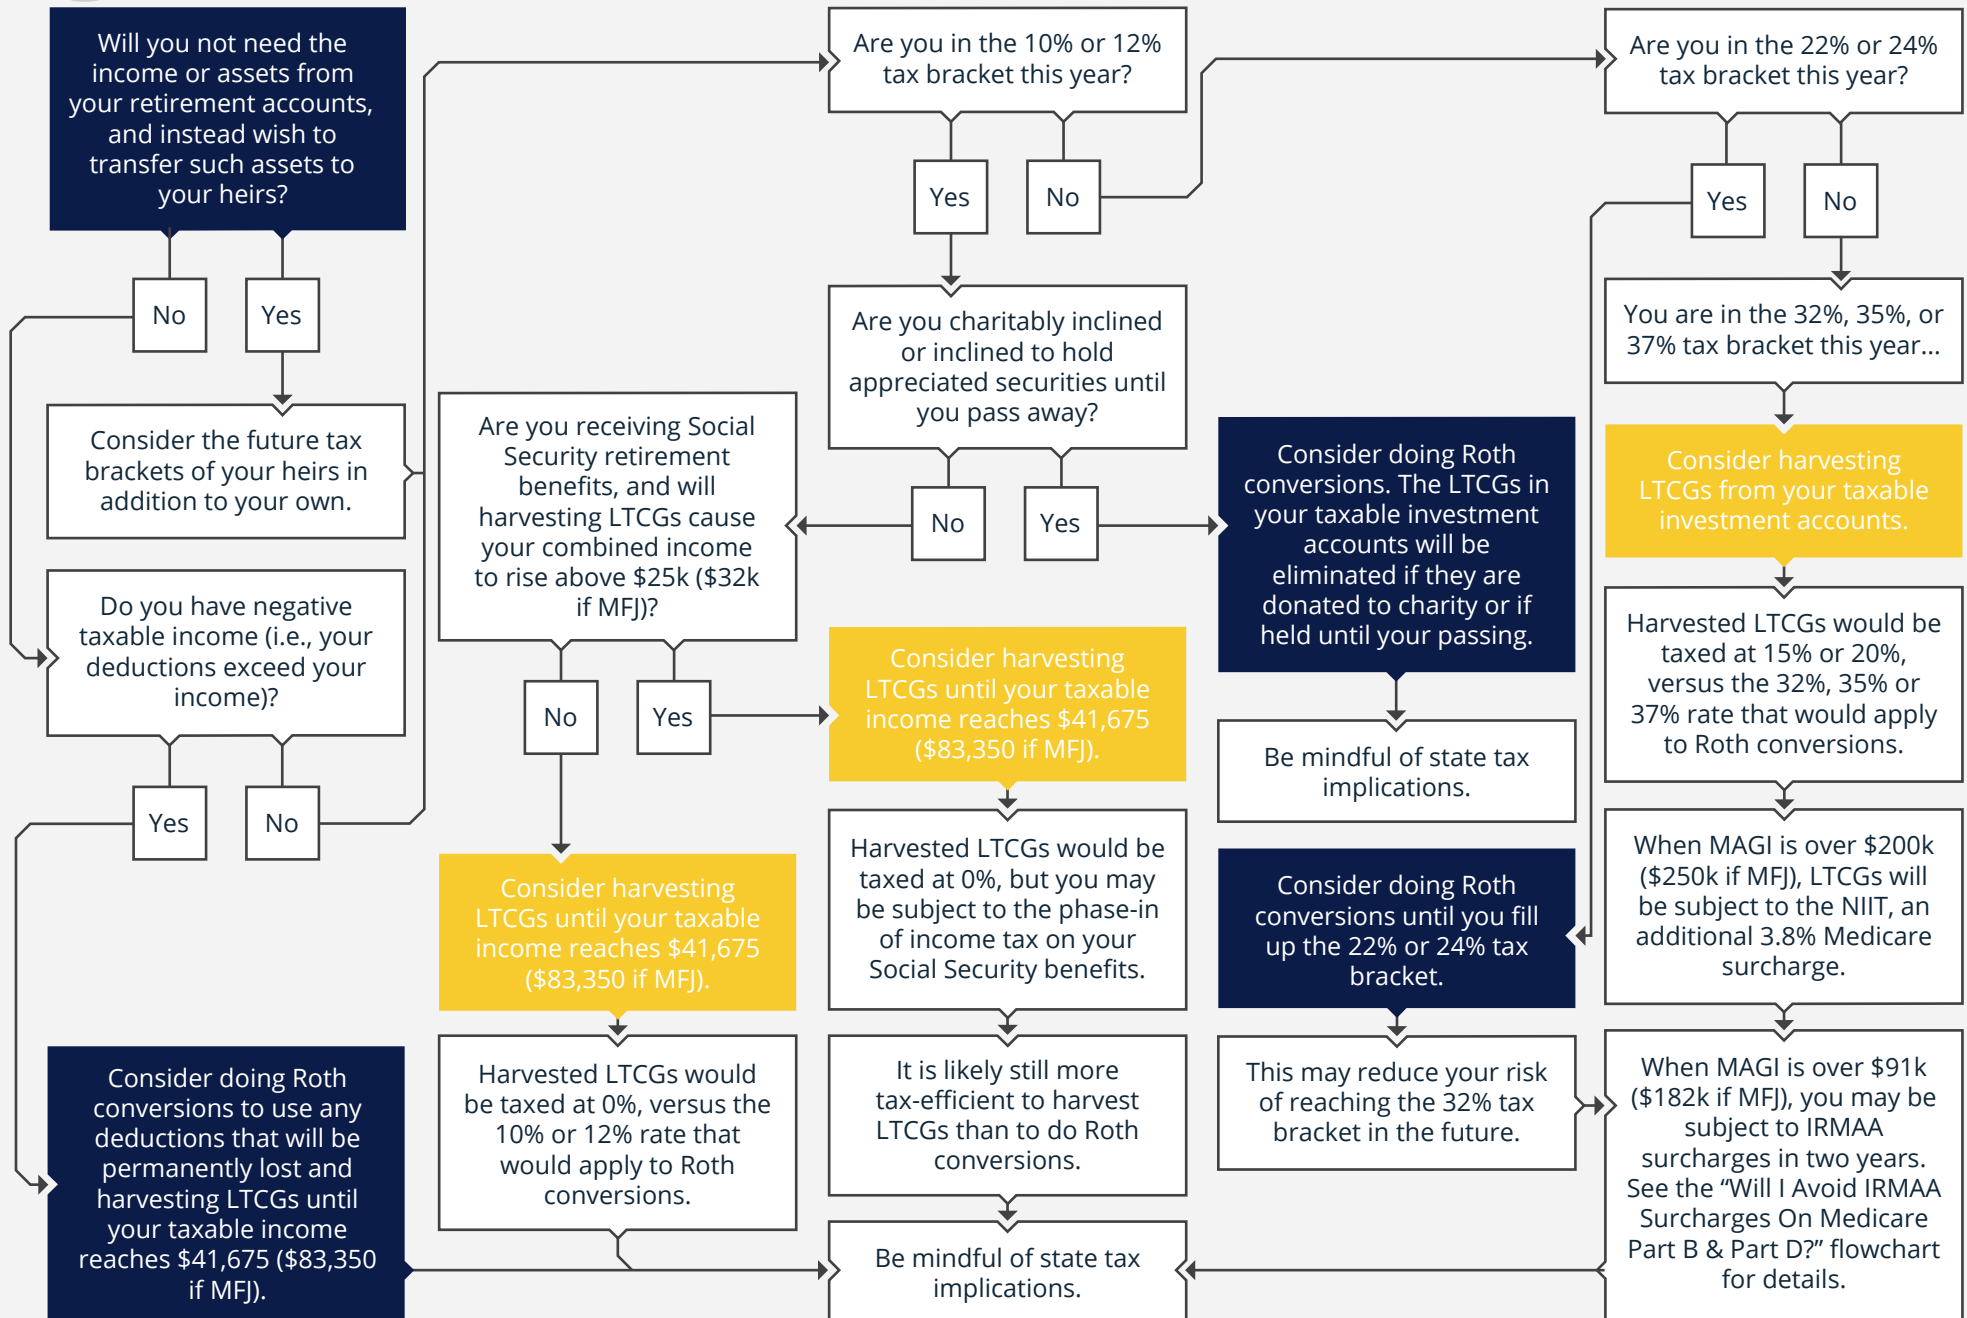 Will you not need the
income or assets from
your retirement accounts,
and instead wish to
transfer such assets to
your heirs?
No
Yes
Consider the future tax
brackets of your heirs in
addition to your own.
Do you have negative
taxable income (i.e., your
deductions exceed your
income)?
Yes
No
Consider doing Roth
conversions to use any
deductions that will be
permanently lost and
harvesting LTCGs until
your taxable income
reaches $41,675 ($83,350
if MFJ).
Are you in the 10% or 12%
tax bracket this year?
Yes
No
Are you charitably inclined
or inclined to hold
appreciated securities until
you pass away?
No
Yes
Are you receiving Social
Security retirement
benefits, and will
harvesting LTCGs cause
your combined income
to rise above $25k ($32k
if MFJ)?
No
Yes
Consider harvesting
LTCGs until your taxable
income reaches $41,675
($83,350 if MFJ).
Harvested LTCGs would
be taxed at 0%, versus the
10% or 12% rate that
would apply to Roth
conversions.
Consider harvesting
LTCGs until your taxable
income reaches $41,675
($83,350 if MFJ).
Harvested LTCGs would be
taxed at 0%, but you may
be subject to the phase-in
of income tax on your
Social Security benefits.
It is likely still more
tax-efficient to harvest
LTCGs than to do Roth
conversions.
Be mindful of state tax
implications.
Consider doing Roth
conversions. The LTCGs in
your taxable investment
accounts will be
eliminated if they are
donated to charity or if
held until your passing.
Be mindful of state tax
implications.
Are you in the 22% or 24%
tax bracket this year?
Yes
No
Consider doing Roth
conversions until you fill
up the 22% or 24% tax
bracket.
This may reduce your risk
of reaching the 32% tax
bracket in the future.
You are in the 32%, 35%, or
37% tax bracket this year...
Consider harvesting
LTCGs from your taxable
investment accounts.
Harvested LTCGs would be
taxed at 15% or 20%,
versus the 32%, 35% or
37% rate that would apply
to Roth conversions.
When MAGI is over $200k
($250k if MFJ), LTCGs will
be subject to the NIIT, an
additional 3.8% Medicare
surcharge.
When MAGI is over $91k
($182k if MFJ), you may be
subject to IRMAA
surcharges in two years.
See the “Will I Avoid IRMAA
Surcharges On Medicare
Part B & Part D?” flowchart
for details.